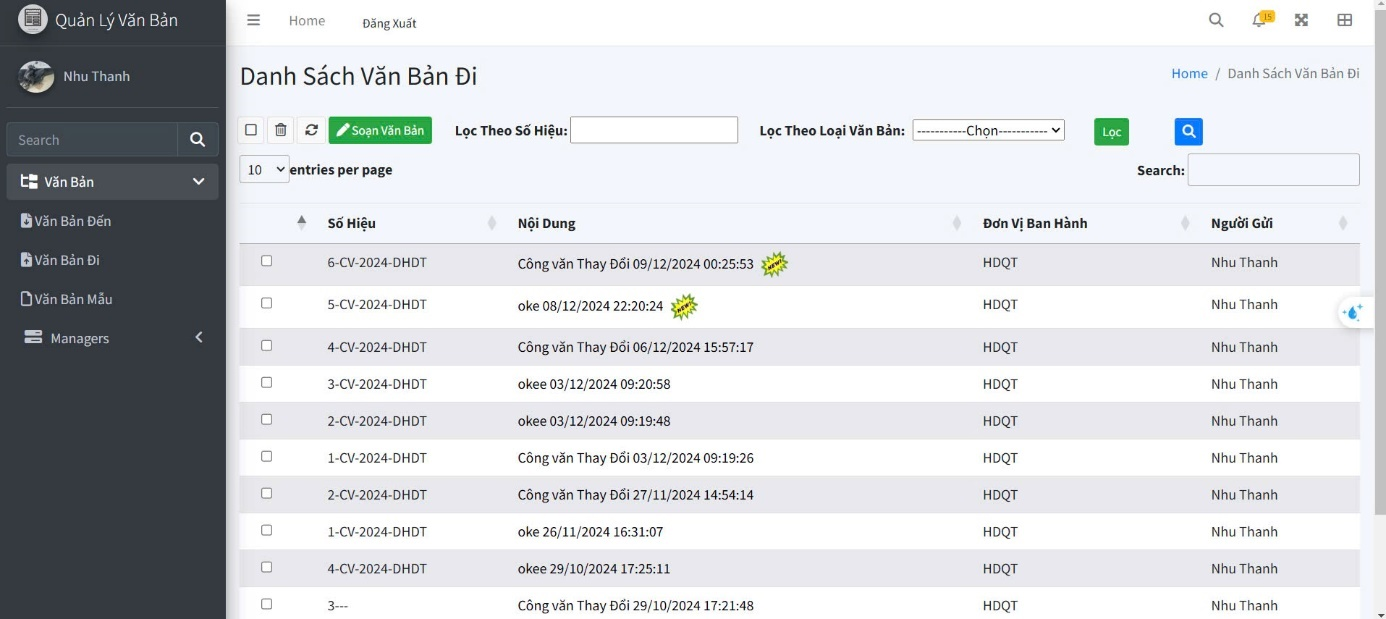 Quản Lý Văn Bản
Home
Đăng Xuất
15
Nhu Thanh
Danh Sách Văn Bản Đi
Home / Danh Sách Văn Bản Đi
Search
Soạn Văn Bản
Lọc Theo Số Hiệu:
Lọc Theo Loại Văn Bản: ----------Chọn----------
Lọc
10 entries per page
Search:
Văn Bản
Văn Bản Đến
Văn Bản Đi
Văn Bản Mẫu
Managers
Số Hiệu Nội Dung Đơn Vị Ban Hành Người Gửi
6-CV-2024-DHDT Công văn Thay Đổi 09/12/2024 00:25:53 NEW! HDQT Nhu Thanh
5-CV-2024-DHDT oke 08/12/2024 22:20:24 NEW! HDQT Nhu Thanh
4-CV-2024-DHDT Công văn Thay Đổi 06/12/2024 15:57:17 HDQT Nhu Thanh
3-CV-2024-DHDT okee 03/12/2024 09:20:58 HDQT Nhu Thanh
2-CV-2024-DHDT okee 03/12/2024 09:19:48 HDQT Nhu Thanh
1-CV-2024-DHDT Công văn Thay Đổi 03/12/2024 09:19:26 HDQT Nhu Thanh
2-CV-2024-DHDT Công văn Thay Đổi 27/11/2024 14:54:14 HDQT Nhu Thanh
1-CV-2024-DHDT oke 26/11/2024 16:31:07 HDQT Nhu Thanh
4-CV-2024-DHDT okee 29/10/2024 17:25:11 HDQT Nhu Thanh
3--- Công văn Thay Đổi 29/10/2024 17:21:48 HDQT Nhu Thanh